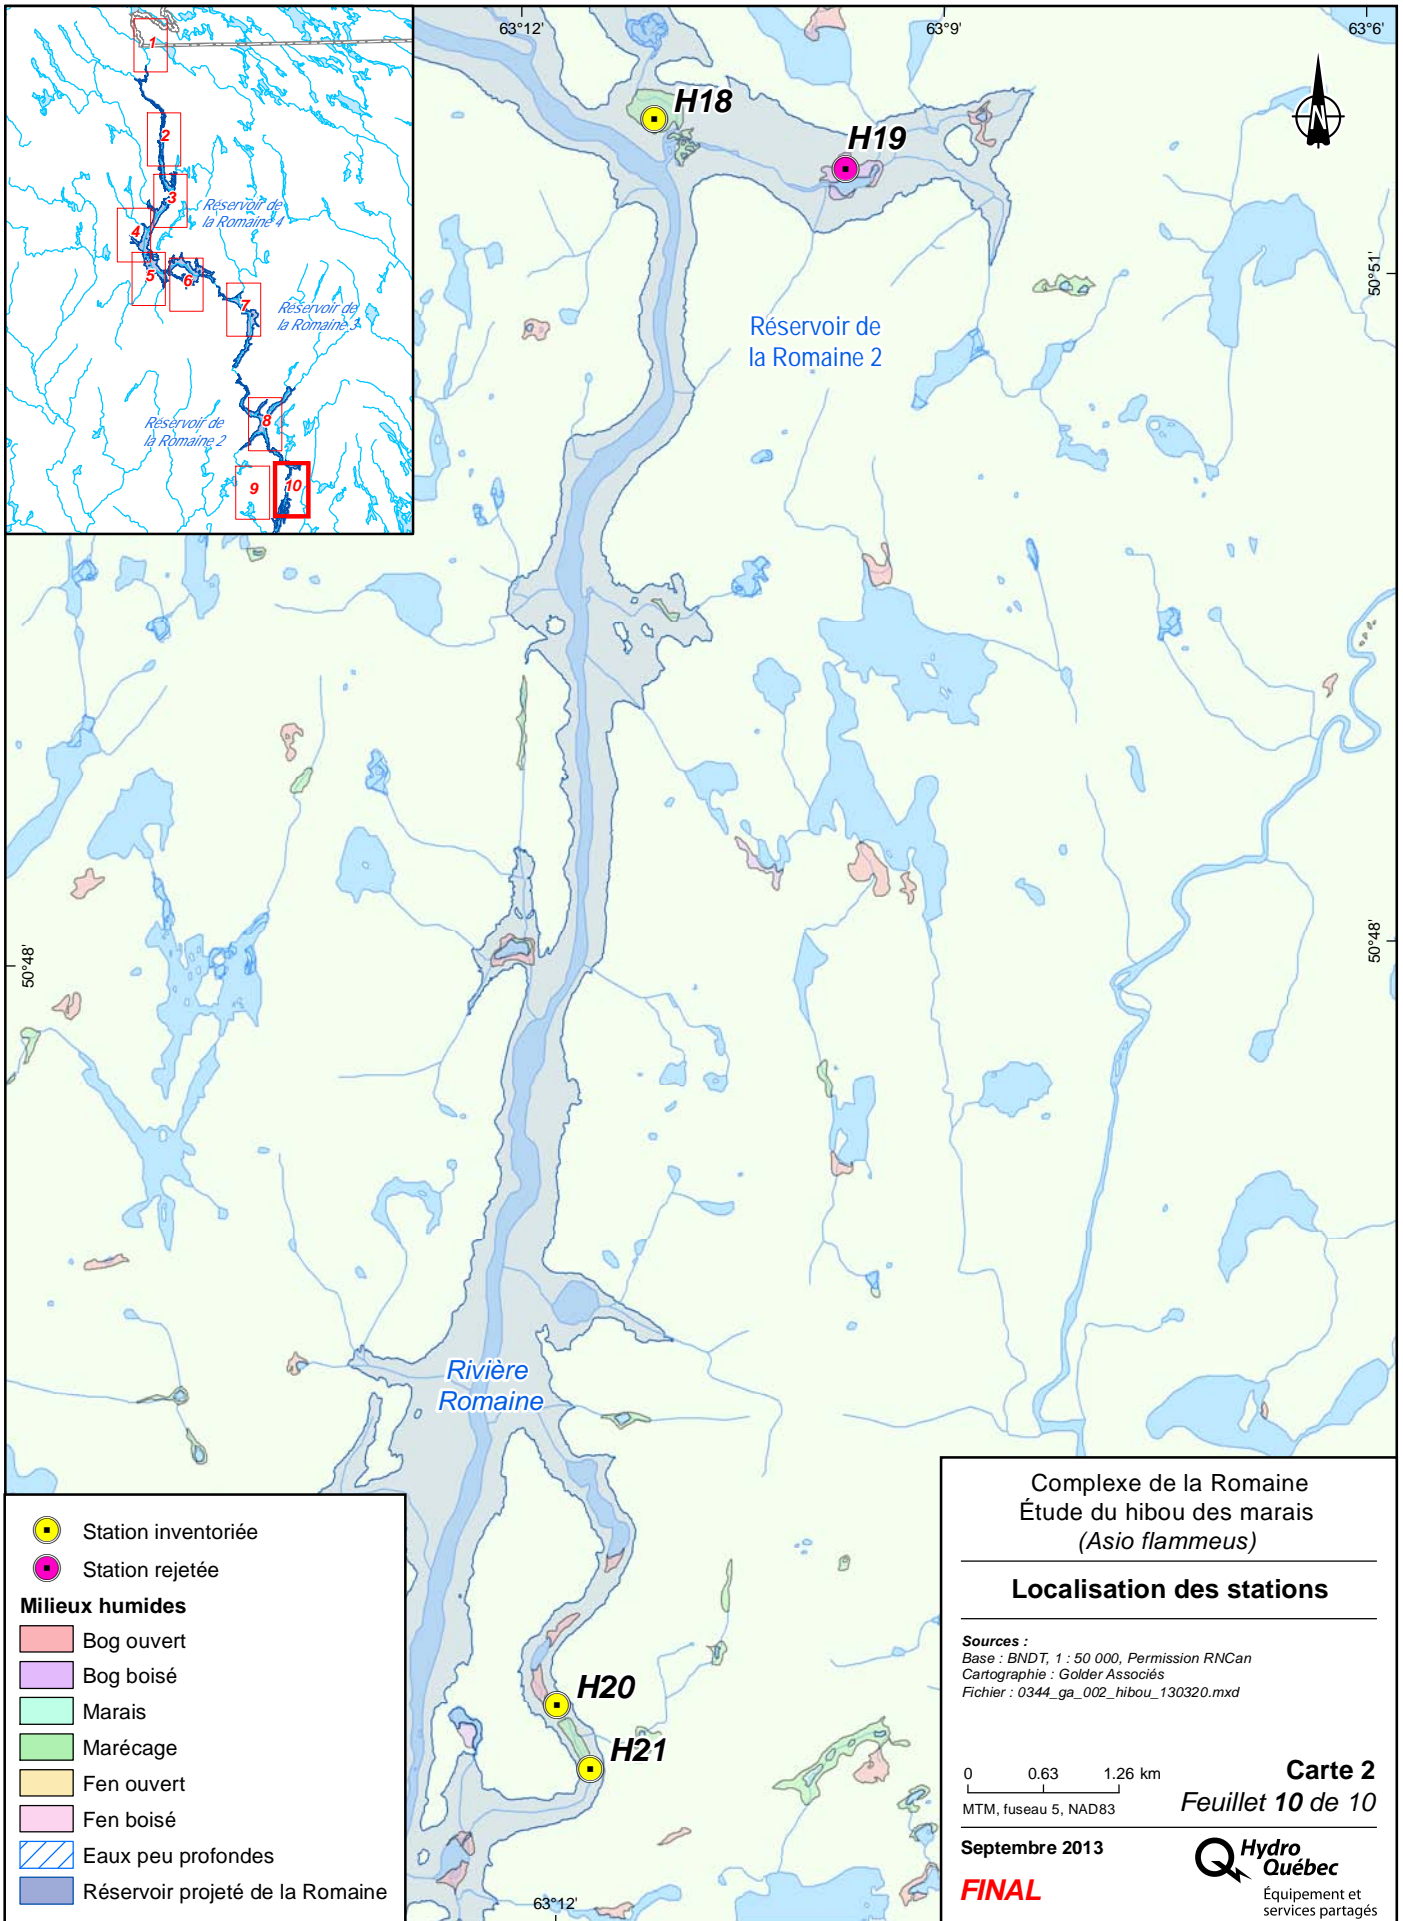 63°12'
63°9'
63°6'
1
2
3
Réservoir de
la Romaine 4
4
5
6
7
Réservoir de
la Romaine 3
8
Réservoir de
la Romaine 2
9
10
H18
H19
N
50°51'
Réservoir de
la Romaine 2
50°48'
50°48'
Rivière
Romaine
H20
H21
63°12'
Station inventoriée
Station rejetée
Milieux humides
Bog ouvert
Bog boisé
Marais
Marécage
Fen ouvert
Fen boisé
Eaux peu profondes
Réservoir projeté de la Romaine
Complexe de la Romaine
Étude du hibou des marais
(Asio flammeus)
Localisation des stations
Sources :
Base : BNDT, 1 : 50 000, Permission RNCan
Cartographie : Golder Associés
Fichier : 0344_ga_002_hibou_130320.mxd
0 0.63 1.26 km
MTM, fuseau 5, NAD83
Carte 2
Feuillet 10 de 10
Septembre 2013
FINAL
Hydro
Québec
Équipement et
services partagés